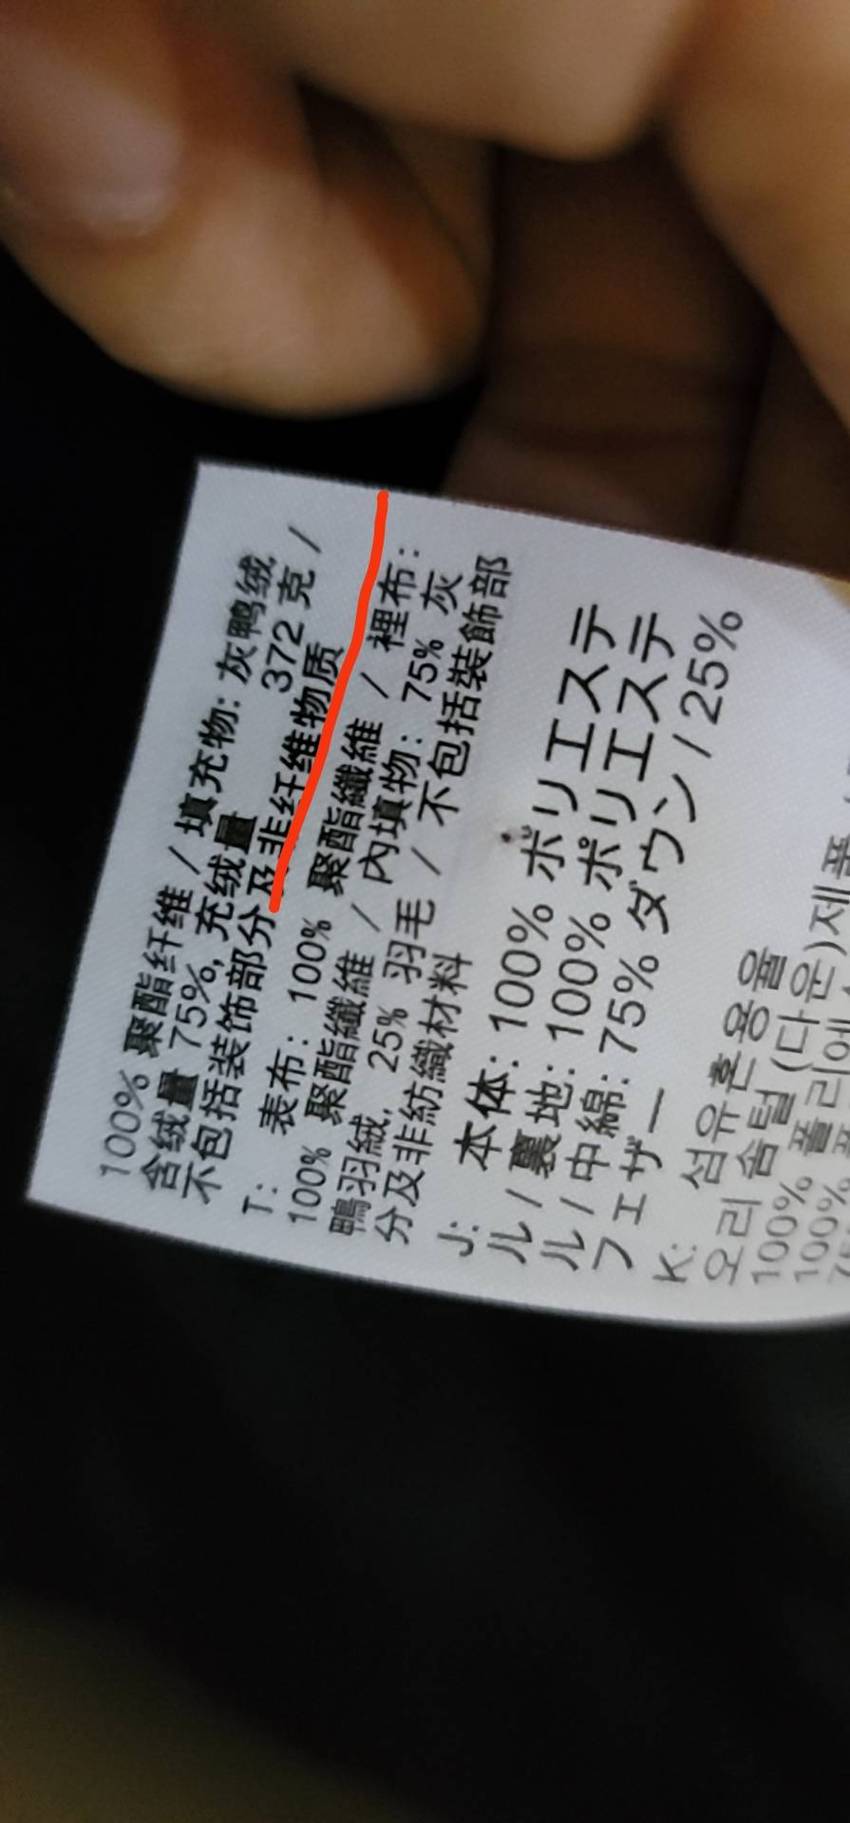 100% 聚酯纤维 / 填充物: 灰鸭绒
含绒量 75%, 充绒量 372 克 /
不包括装饰部分及非纤维物质
T: 表布: 100% 聚酯纖維 / 裡布:
100% 聚酯纖維 / 內填物: 75% 灰
鴨羽絨, 25% 羽毛 / 不包括裝飾部
分及非紡織材料
J: 本体: 100% ポリエステ
ル / 裏地: 100% ポリエステ
ル / 中綿: 75% ダウン / 25%
フェザー
K: 섬유혼용율
오리솜털(다운)제품
100% 폴리에
100%